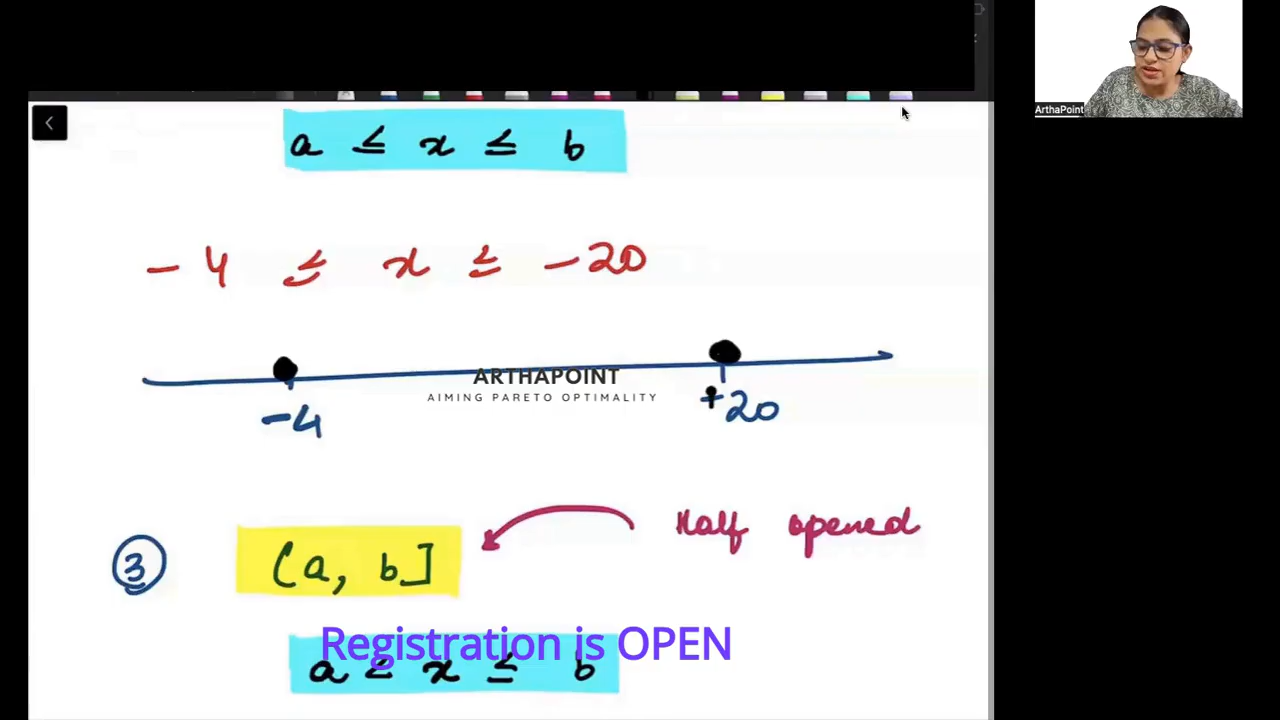 ArthaPoint
a ≤ x ≤ b
- 4 ≤ x ≤ - 20
ARTHAPOINT
AIMING PARETO OPTIMALITY
-4 +20
Half opened
3 (a, b]
Registration is OPEN
a < x ≤ b